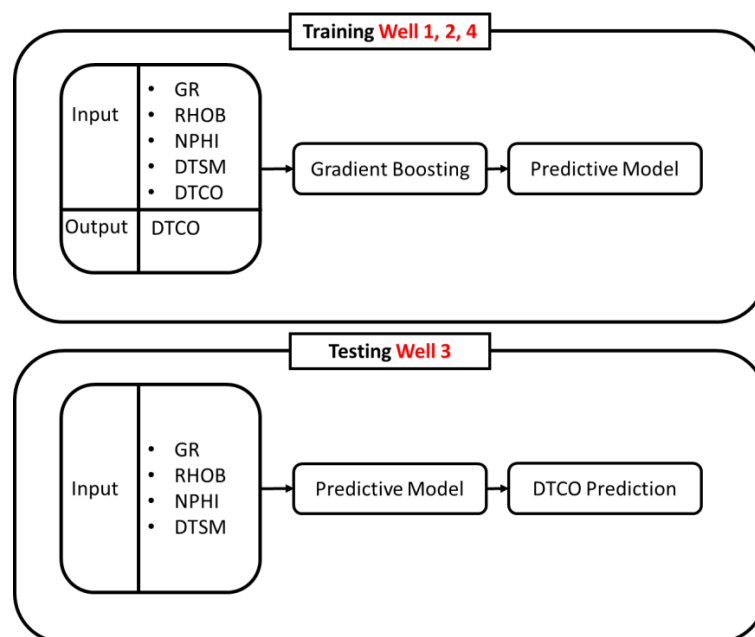 Training Well 1, 2, 4
Input
• GR
• RHOB
• NPHI
• DTSM
• DTCO
Output
DTCO
Gradient Boosting
Predictive Model
Testing Well 3
Input
• GR
• RHOB
• NPHI
• DTSM
Predictive Model
DTCO Prediction